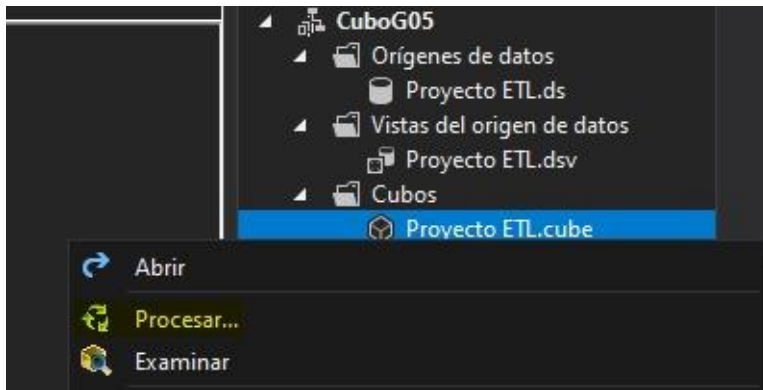 CuboG05
Orígenes de datos
Proyecto ETL.ds
Vistas del origen de datos
Proyecto ETL.dsv
Cubos
Proyecto ETL.cube
Abrir
Procesar...
Examinar